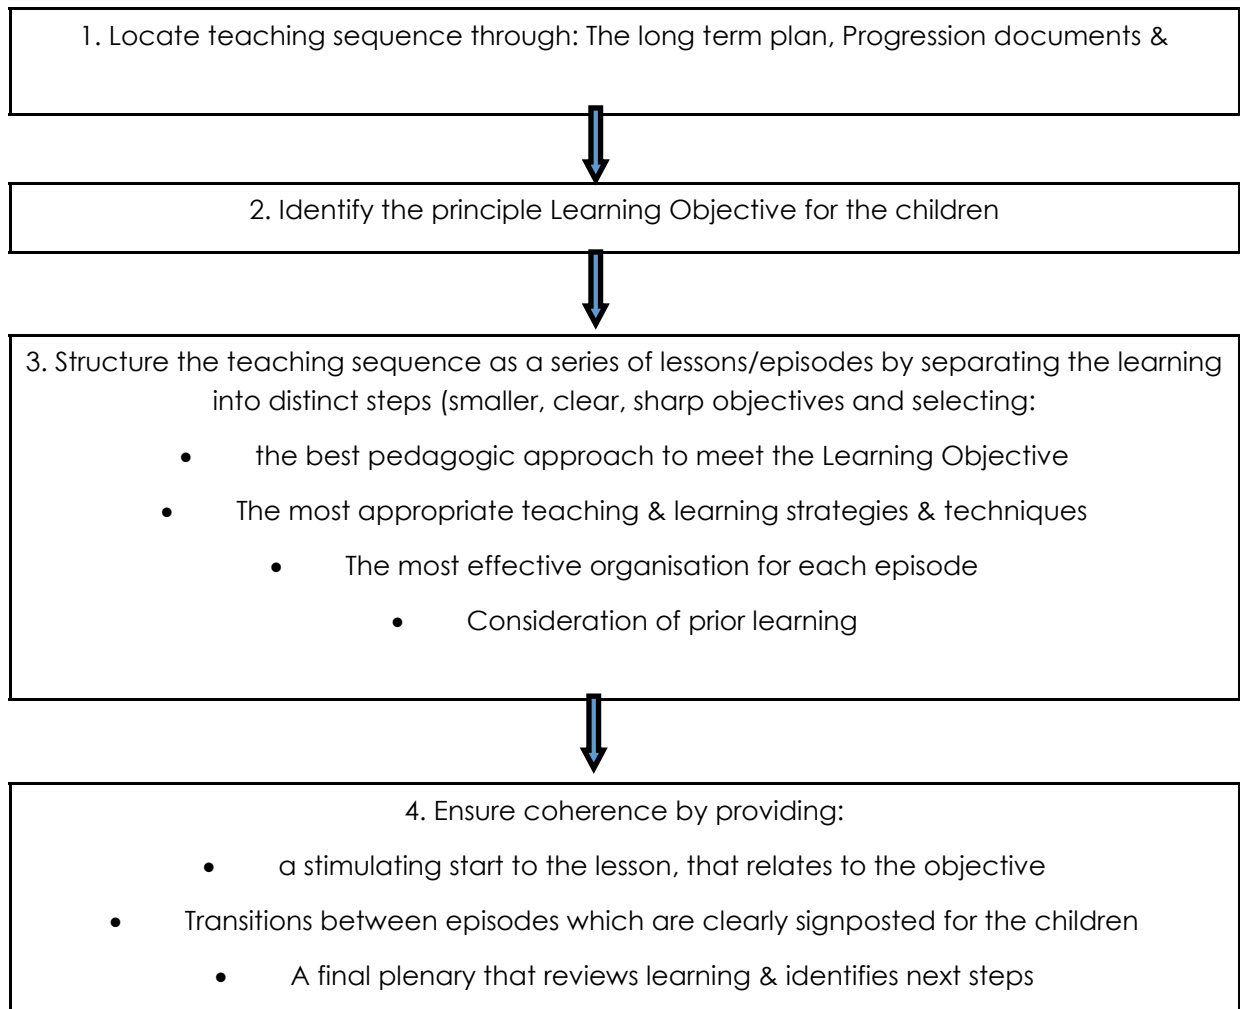 1. Locate teaching sequence through: The long term plan, Progression documents &
2. Identify the principle Learning Objective for the children
3. Structure the teaching sequence as a series of lessons/episodes by separating the learning
into distinct steps (smaller, clear, sharp objectives and selecting:
• the best pedagogic approach to meet the Learning Objective
• The most appropriate teaching & learning strategies & techniques
• The most effective organisation for each episode
• Consideration of prior learning
4. Ensure coherence by providing:
• a stimulating start to the lesson, that relates to the objective
• Transitions between episodes which are clearly signposted for the children
• A final plenary that reviews learning & identifies next steps